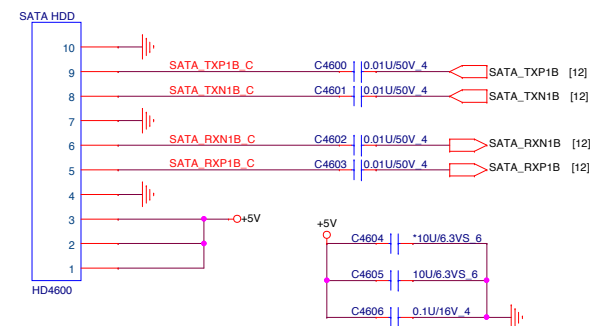 SATA HDD
10
9 SATA_TXP1B_C C4600 0.01U/50V_4 SATA_TXP1B [12]
8 SATA_TXN1B_C C4601 0.01U/50V_4 SATA_TXN1B [12]
7
6 SATA_RXN1B_C C4602 0.01U/50V_4 SATA_RXN1B [12]
5 SATA_RXP1B_C C4603 0.01U/50V_4 SATA_RXP1B [12]
4
3 +5V
2
1
HD4600
+5V
C4604 *10U/6.3VS_6
C4605 10U/6.3VS_6
C4606 0.1U/16V_4